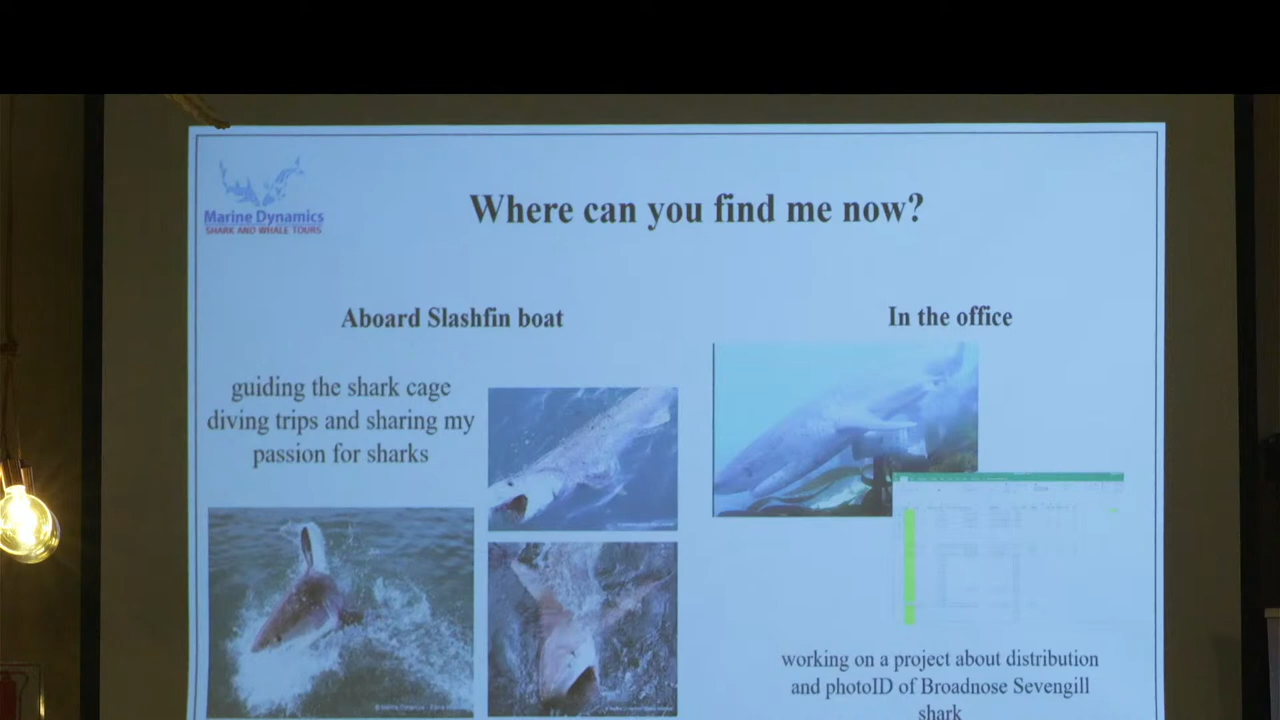 Marine Dynamics
SHARK AND WHALE TOURS
Where can you find me now?
Aboard Slashfin boat
guiding the shark cage
diving trips and sharing my
passion for sharks
In the office
working on a project about distribution
and photoID of Broadnose Sevengill
shark